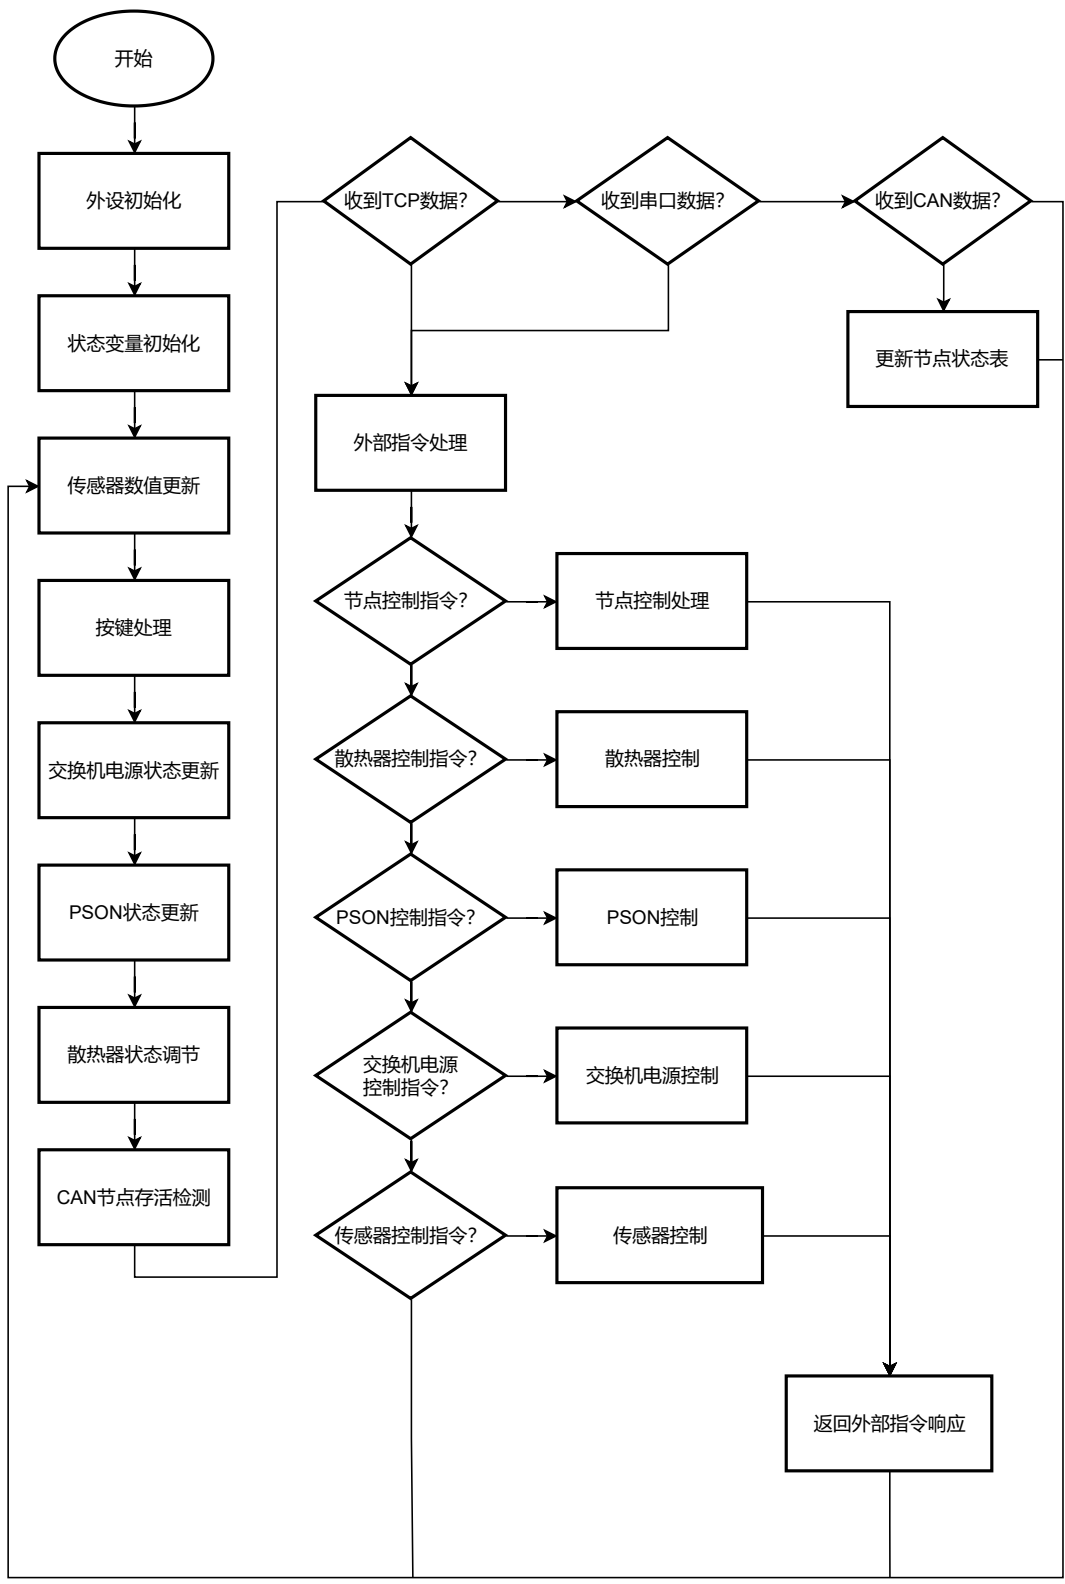 开始
外设初始化
状态变量初始化
传感器数值更新
按键处理
交换机电源状态更新
PSON状态更新
散热器状态调节
CAN节点存活检测
收到TCP数据?
收到串口数据?
收到CAN数据?
更新节点状态表
外部指令处理
节点控制指令?
节点控制处理
散热器控制指令?
散热器控制
PSON控制指令?
PSON控制
交换机电源
控制指令?
交换机电源控制
传感器控制指令?
传感器控制
返回外部指令响应